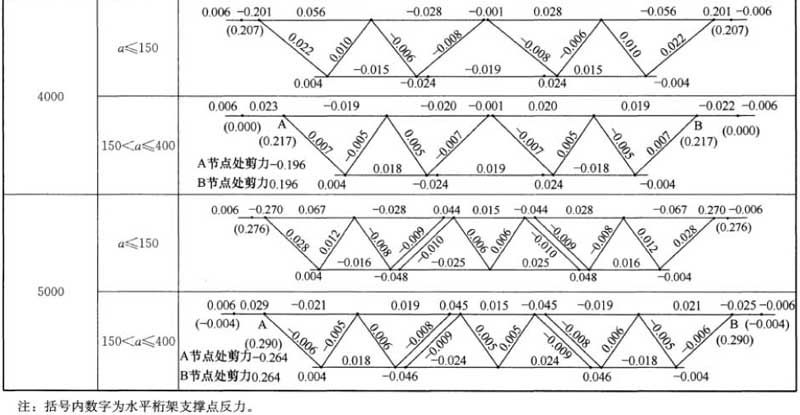 4000
a≤150
0.006 -0.201 0.056 -0.028 -0.001 0.028 -0.056 0.201 -0.006
(0.207) (0.207)
0.022 0.010 -0.006 -0.008 -0.008 -0.006 0.010 0.022
-0.015 -0.019 0.015
0.004 -0.024 0.024 -0.004
150<a≤400
0.006 0.023 -0.019 -0.020 -0.001 0.020 0.019 -0.022 -0.006
(0.000) A B (0.000)
(0.217) (0.217)
0.007 -0.005 0.005 -0.007 -0.007 0.005 -0.005 0.007
A节点处剪力-0.196
0.018 0.019 -0.018
B节点处剪力0.196
0.004 -0.024 0.024 -0.004
5000
a≤150
0.006 -0.270 0.067 -0.028 0.044 0.015 -0.044 0.028 -0.067 0.270 -0.006
(0.276) (0.276)
0.028 0.012 -0.008 -0.009 -0.010 0.006 0.006 -0.010 -0.009 -0.008 0.012 0.028
-0.016 -0.025 0.025 0.016
0.004 -0.048 0.048 -0.004
150<a≤400
0.006 0.029 -0.021 0.019 0.045 0.015 -0.045 -0.019 0.021 -0.025 -0.006
(-0.004) A B (-0.004)
(0.290) (0.290)
-0.006 -0.005 0.006 -0.008 -0.009 0.005 0.005 -0.009 -0.008 0.006 -0.005 -0.006
A节点处剪力-0.264
0.018 -0.024 0.024 -0.018
B节点处剪力0.264
0.004 -0.046 0.046 -0.004
注：括号内数字为水平桁架支撑点反力。